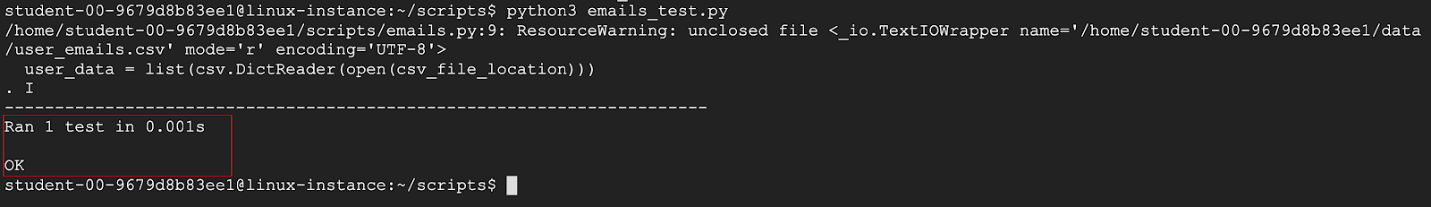 student-00-9679d8b83ee1@linux-instance:~/scripts$ python3 emails_test.py
/home/student-00-9679d8b83ee1/scripts/emails.py:9: ResourceWarning: unclosed file <_io.TextIOWrapper name='/home/student-00-9679d8b83ee1/data
/user_emails.csv' mode='r' encoding='UTF-8'>
  user_data = list(csv.DictReader(open(csv_file_location)))
.
----------------------------------------------------------------------
Ran 1 test in 0.001s
OK
student-00-9679d8b83ee1@linux-instance:~/scripts$